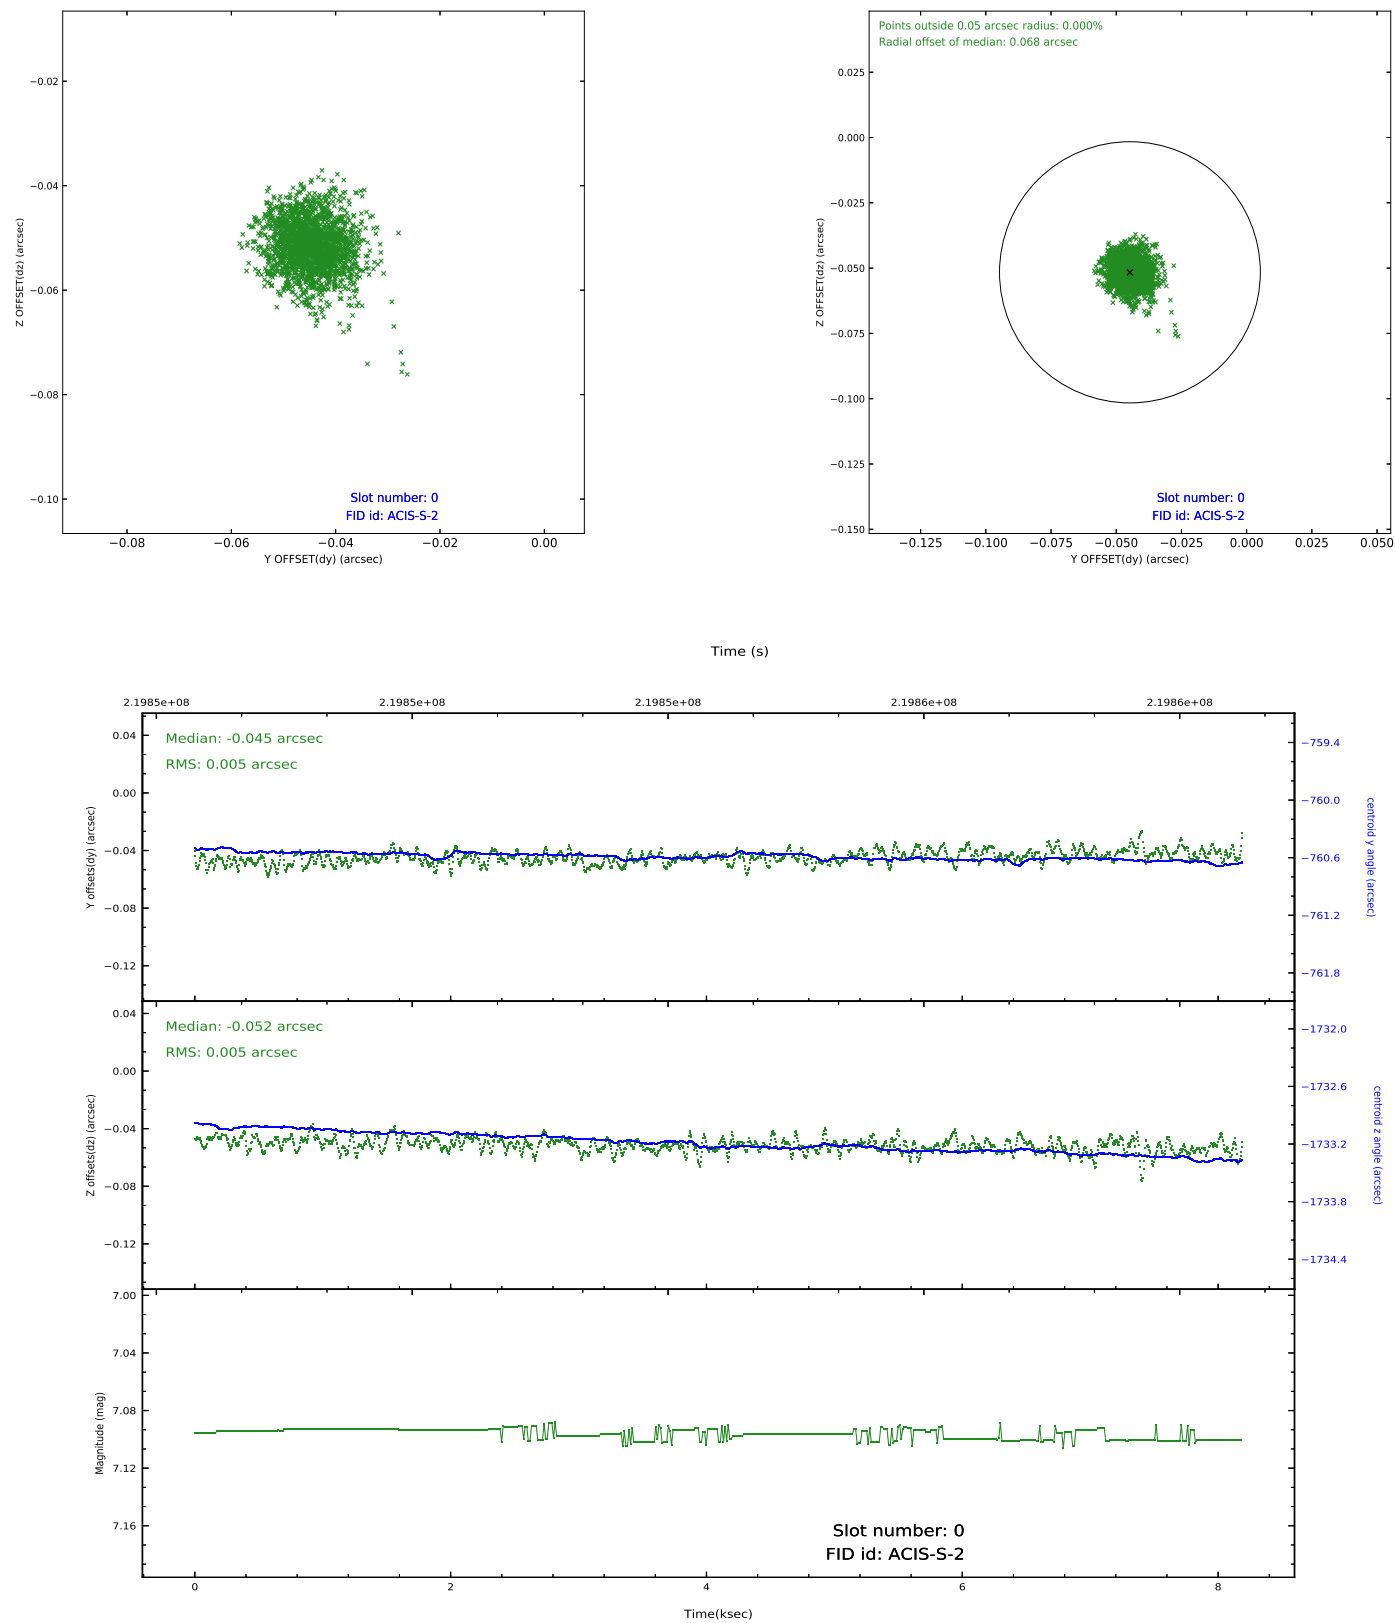 −0.02
−0.04
−0.06
−0.08
−0.10
Z OFFSET(dz) (arcsec)
Slot number: 0
FID id: ACIS-S-2
−0.08 −0.06 −0.04 −0.02 0.00
Y OFFSET(dy) (arcsec)
Points outside 0.05 arcsec radius: 0.000%
Radial offset of median: 0.068 arcsec
0.025
0.000
−0.025
−0.050
−0.075
−0.100
−0.125
−0.150
Z OFFSET(dz) (arcsec)
Slot number: 0
FID id: ACIS-S-2
−0.125 −0.100 −0.075 −0.050 −0.025 0.000 0.025 0.050
Y OFFSET(dy) (arcsec)
Time (s)
2.1985e+08 2.1985e+08 2.1985e+08 2.1986e+08 2.1986e+08
Median: -0.045 arcsec
RMS: 0.005 arcsec
0.04
0.00
−0.04
−0.08
−0.12
Y offsets(dy) (arcsec)
−759.4
−760.0
−760.6
−761.2
−761.8
centroid y angle (arcsec)
Median: -0.052 arcsec
RMS: 0.005 arcsec
0.04
0.00
−0.04
−0.08
−0.12
Z offsets(dz) (arcsec)
−1732.0
−1732.6
−1733.2
−1733.8
−1734.4
centroid z angle (arcsec)
7.00
7.04
7.08
7.12
7.16
Magnitude (mag)
Slot number: 0
FID id: ACIS-S-2
0 2 4 6 8
Time(ksec)